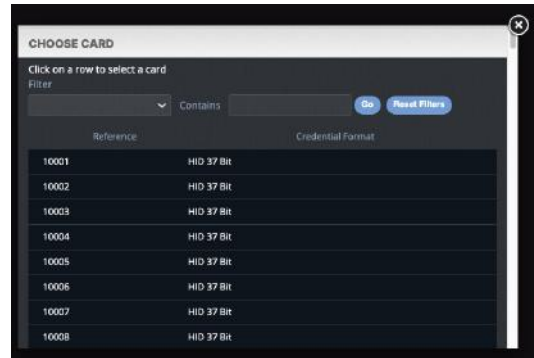 CHOOSE CARD
Click on a row to select a card
Filter
Contains Go Reset Filters
Reference Credential Format
10001 HID 37 Bit
10002 HID 37 Bit
10003 HID 37 Bit
10004 HID 37 Bit
10005 HID 37 Bit
10006 HID 37 Bit
10007 HID 37 Bit
10008 HID 37 Bit